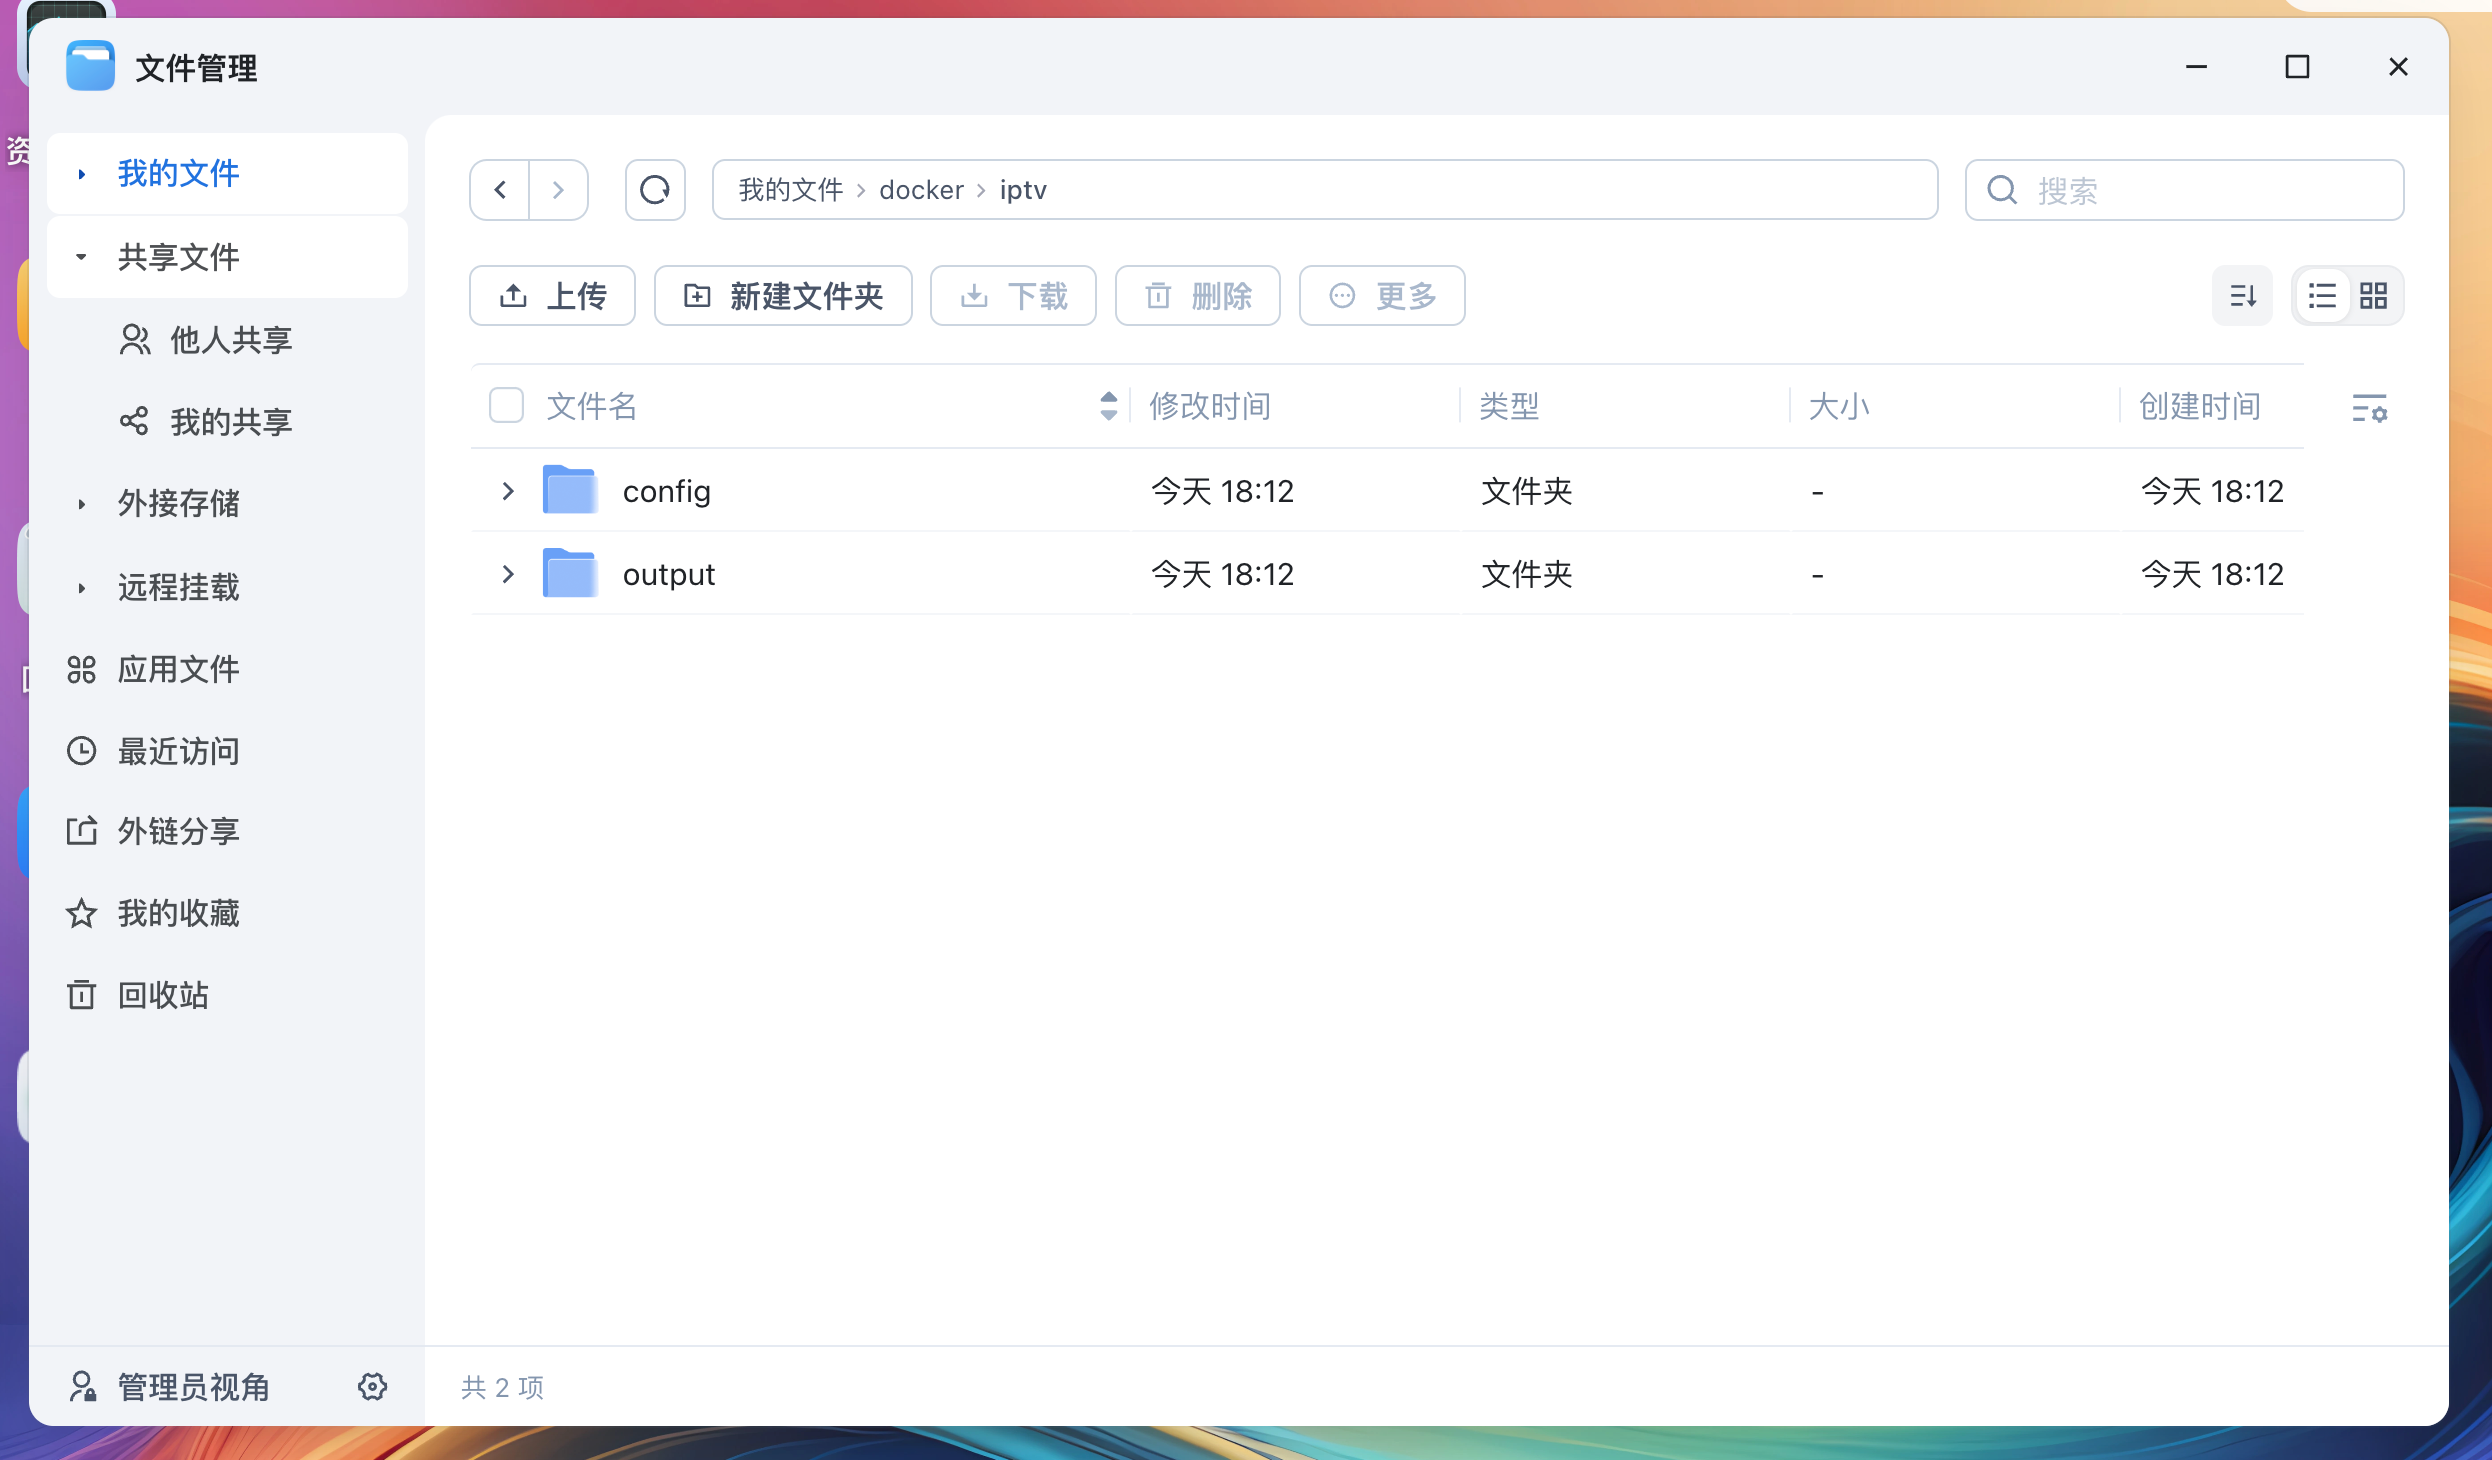 文件管理
资
我的文件
共享文件
他人共享
我的共享
外接存储
远程挂载
应用文件
最近访问
外链分享
我的收藏
回收站
管理员视角
我的文件 › docker › iptv
搜索
上传 新建文件夹 下载 删除 更多
文件名 修改时间 类型 大小 创建时间
config 今天 18:12 文件夹 - 今天 18:12
output 今天 18:12 文件夹 - 今天 18:12
共 2 项